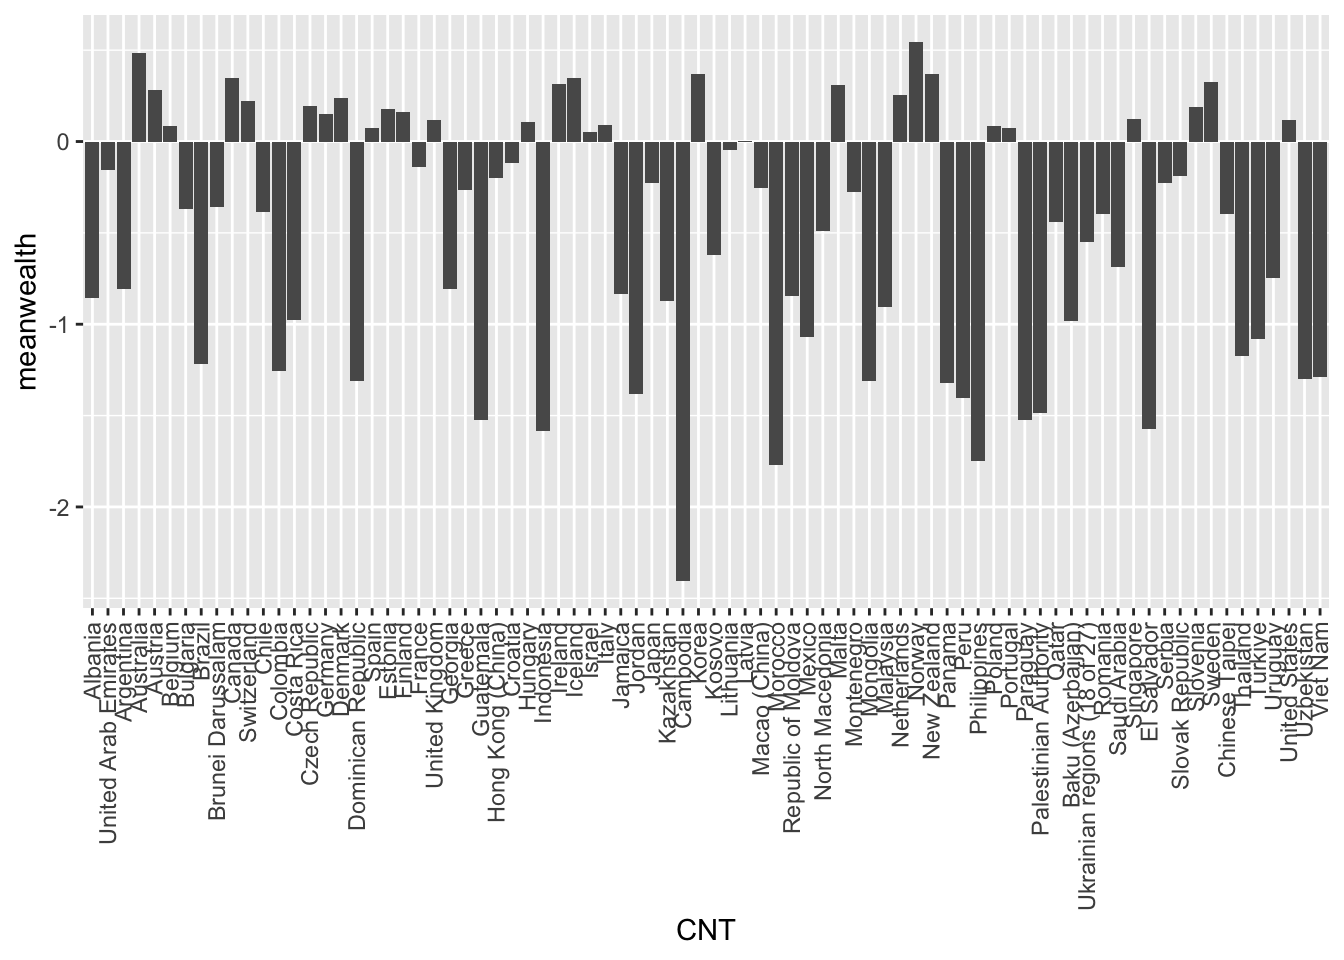 meanwealth
0
-1
-2
Albania
United Arab Emirates
Argentina
Australia
Austria
Belgium
Bulgaria
Brazil
Brunei Darussalam
Canada
Switzerland
Chile
Colombia
Costa Rica
Czech Republic
Germany
Denmark
Dominican Republic
Spain
Estonia
Finland
France
United Kingdom
Georgia
Greece
Guatemala
Hong Kong (China)
Croatia
Hungary
Indonesia
Ireland
Iceland
Israel
Italy
Jamaica
Jordan
Japan
Kazakhstan
Cambodia
Korea
Kosovo
Lithuania
Latvia
Macao (China)
Morocco
Republic of Moldova
Mexico
North Macedonia
Malta
Montenegro
Mongolia
Malaysia
Netherlands
Norway
New Zealand
Panama
Peru
Philippines
Poland
Portugal
Paraguay
Palestinian Authority
Qatar
Baku (Azerbaijan)
Ukrainian regions (18 of 27)
Romania
Saudi Arabia
Singapore
El Salvador
Serbia
Slovak Republic
Slovenia
Sweden
Chinese Taipei
Thailand
Türkiye
Uruguay
United States
Uzbekistan
Viet Nam
CNT